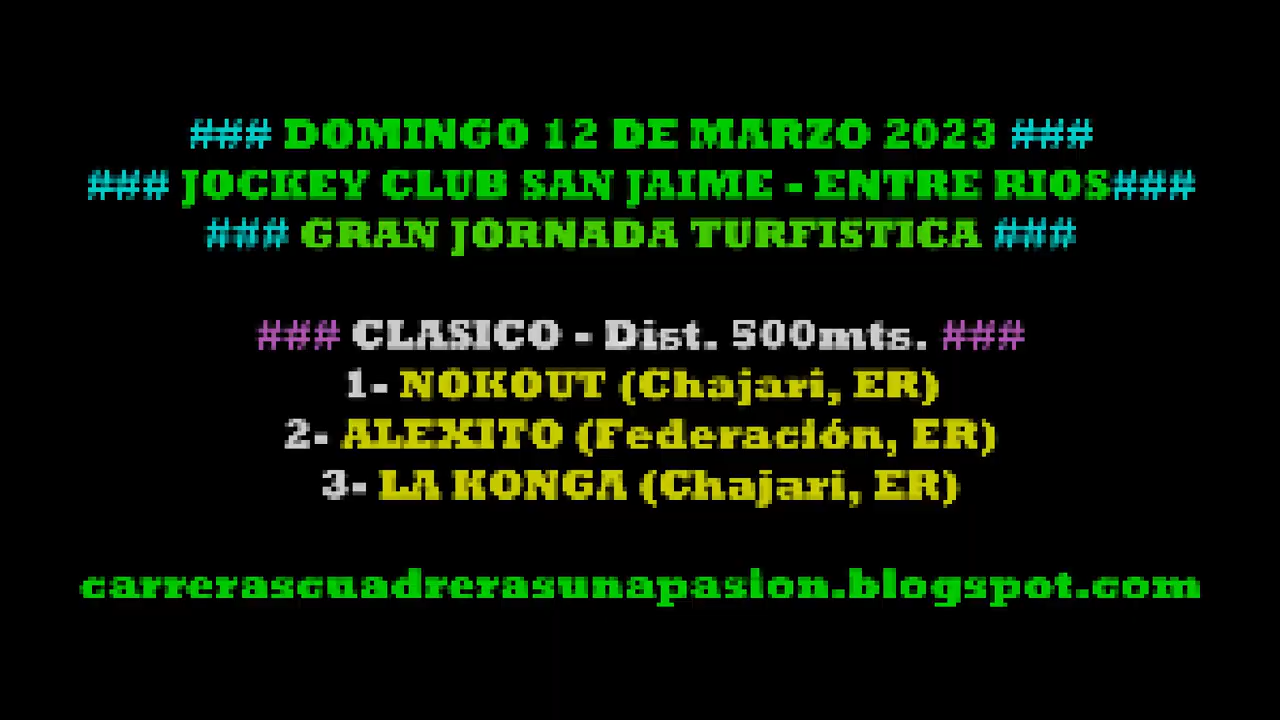 ### DOMINGO 12 DE MARZO 2023 ###
### JOCKEY CLUB SAN JAIME - ENTRE RIOS###
### GRAN JORNADA TURFISTICA ###
### CLASICO - Dist. 500mts. ###
1- NOKOUT (Chajari, ER)
2- ALEXITO (Federación, ER)
3- LA KONGA (Chajari, ER)
carrerascuadrerasunapasion.blogspot.com